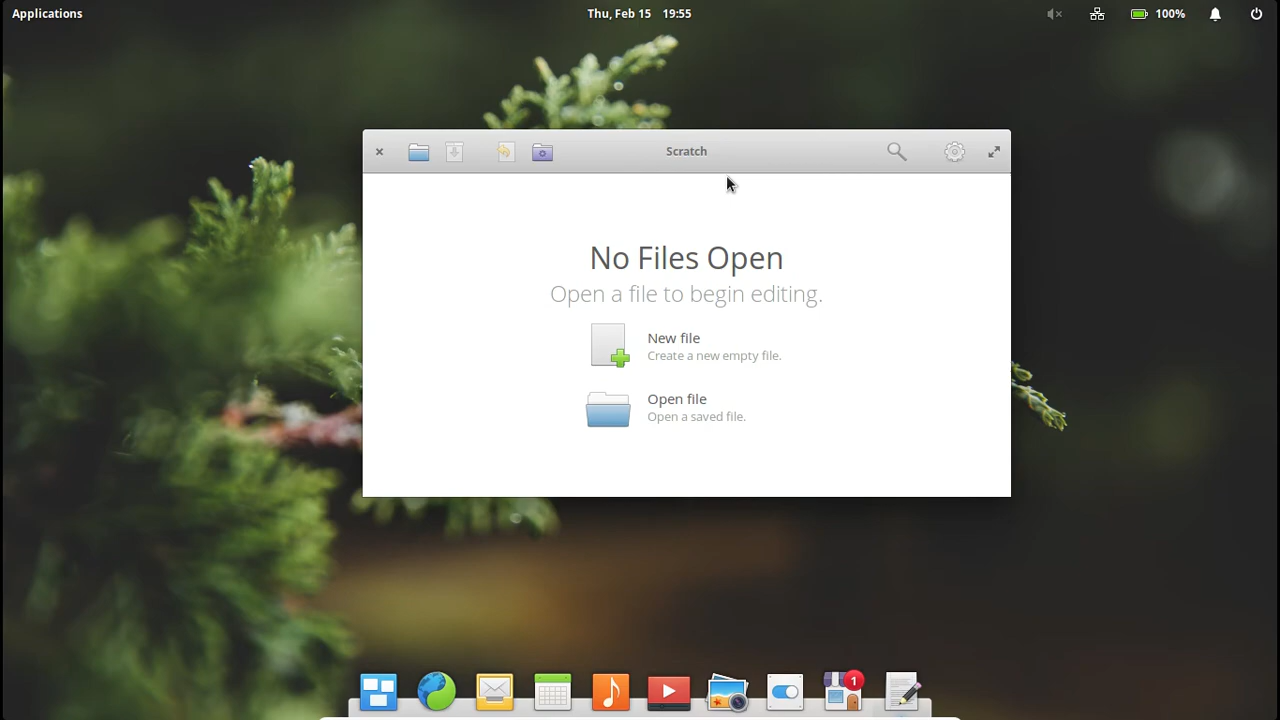 Applications
Thu, Feb 15 19:55
100%
Scratch
No Files Open
Open a file to begin editing.
New file
Create a new empty file.
Open file
Open a saved file.
1